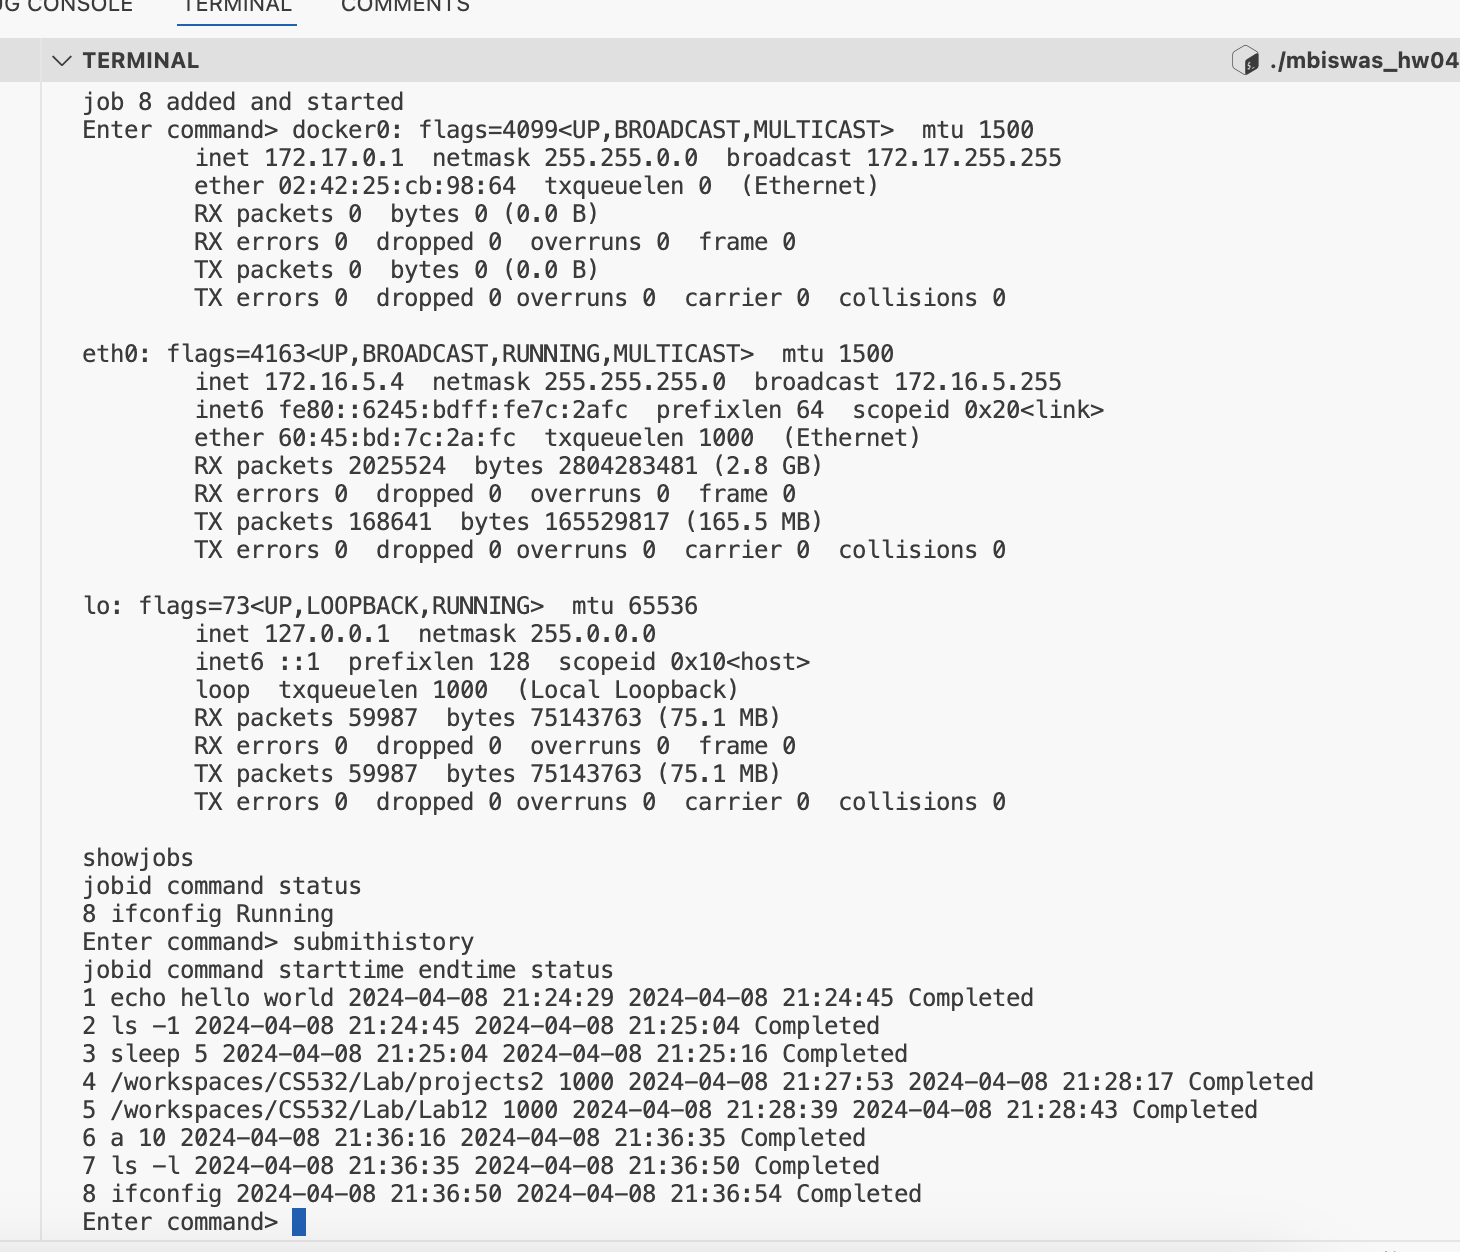 UG CONSOLE TERMINAL COMMENTS
TERMINAL ./mbiswas_hw04
job 8 added and started
Enter command> docker0: flags=4099<UP,BROADCAST,MULTICAST>  mtu 1500
        inet 172.17.0.1  netmask 255.255.0.0  broadcast 172.17.255.255
        ether 02:42:25:cb:98:64  txqueuelen 0  (Ethernet)
        RX packets 0  bytes 0 (0.0 B)
        RX errors 0  dropped 0  overruns 0  frame 0
        TX packets 0  bytes 0 (0.0 B)
        TX errors 0  dropped 0 overruns 0  carrier 0  collisions 0

eth0: flags=4163<UP,BROADCAST,RUNNING,MULTICAST>  mtu 1500
        inet 172.16.5.4  netmask 255.255.255.0  broadcast 172.16.5.255
        inet6 fe80::6245:bdff:fe7c:2afc  prefixlen 64  scopeid 0x20<link>
        ether 60:45:bd:7c:2a:fc  txqueuelen 1000  (Ethernet)
        RX packets 2025524  bytes 2804283481 (2.8 GB)
        RX errors 0  dropped 0  overruns 0  frame 0
        TX packets 168641  bytes 165529817 (165.5 MB)
        TX errors 0  dropped 0 overruns 0  carrier 0  collisions 0

lo: flags=73<UP,LOOPBACK,RUNNING>  mtu 65536
        inet 127.0.0.1  netmask 255.0.0.0
        inet6 ::1  prefixlen 128  scopeid 0x10<host>
        loop  txqueuelen 1000  (Local Loopback)
        RX packets 59987  bytes 75143763 (75.1 MB)
        RX errors 0  dropped 0  overruns 0  frame 0
        TX packets 59987  bytes 75143763 (75.1 MB)
        TX errors 0  dropped 0 overruns 0  carrier 0  collisions 0

showjobs
jobid command status
8 ifconfig Running
Enter command> submithistory
jobid command starttime endtime status
1 echo hello world 2024-04-08 21:24:29 2024-04-08 21:24:45 Completed
2 ls -1 2024-04-08 21:24:45 2024-04-08 21:25:04 Completed
3 sleep 5 2024-04-08 21:25:04 2024-04-08 21:25:16 Completed
4 /workspaces/CS532/Lab/projects2 1000 2024-04-08 21:27:53 2024-04-08 21:28:17 Completed
5 /workspaces/CS532/Lab/Lab12 1000 2024-04-08 21:28:39 2024-04-08 21:28:43 Completed
6 a 10 2024-04-08 21:36:16 2024-04-08 21:36:35 Completed
7 ls -l 2024-04-08 21:36:35 2024-04-08 21:36:50 Completed
8 ifconfig 2024-04-08 21:36:50 2024-04-08 21:36:54 Completed
Enter command>